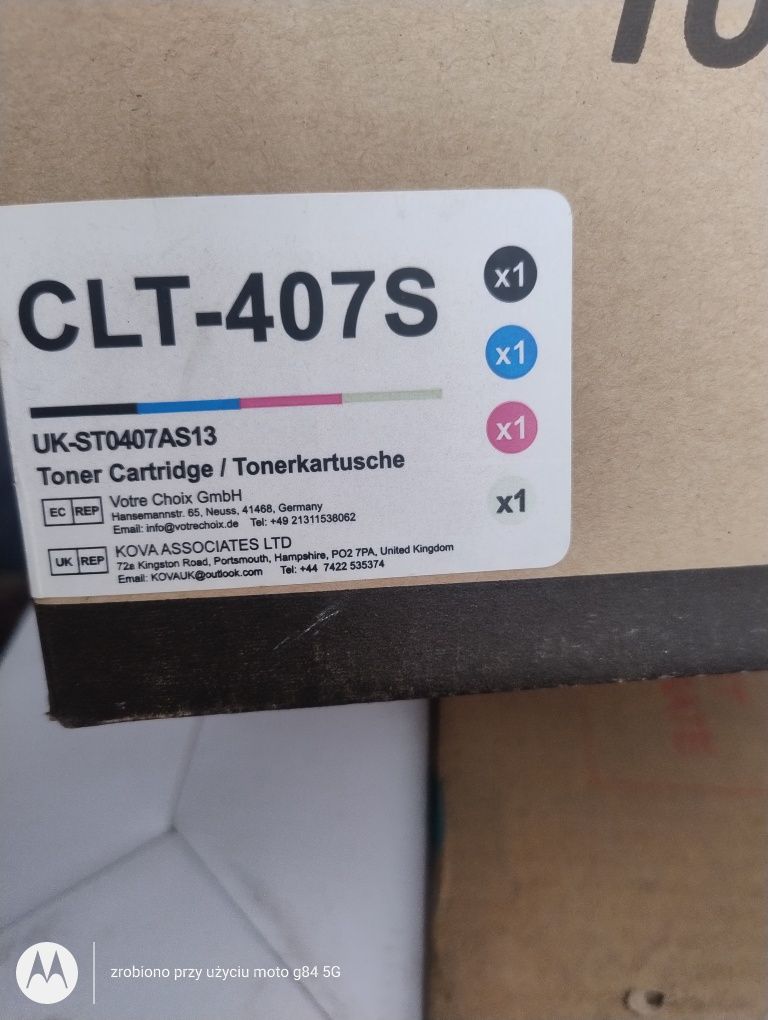 CLT-407S
x1
x1
x1
x1
UK-ST0407AS13
Toner Cartridge / Tonerkartusche
EC REP
Votre Choix GmbH
Hansemannstr. 65, Neuss, 41468, Germany
Email: info@votrechoix.de Tel: +49 21311538062
UK REP
KOVA ASSOCIATES LTD
72a Kingston Road, Portsmouth, Hampshire, PO2 7PA, United Kingdom
Email: KOVAUK@outlook.com Tel: +44 7422 535374
zrobiono przy użyciu moto g84 5G